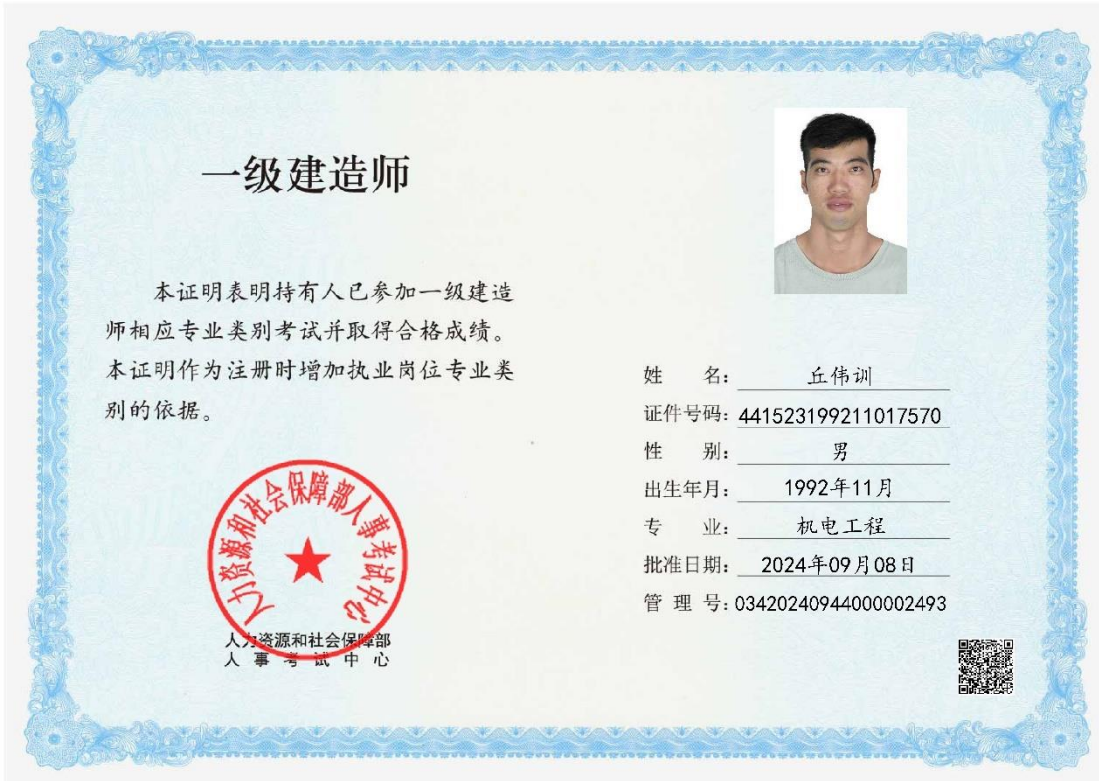 一级建造师
本证明表明持有人已参加一级建造
师相应专业类别考试并取得合格成绩。
本证明作为注册时增加执业岗位专业类
别的依据。
人力资源和社会保障部人事考试中心
人力资源和社会保障部
人事考试中心
姓 名：丘伟训
证件号码：441523199211017570
性 别：男
出生年月：1992年11月
专 业：机电工程
批准日期：2024年09月08日
管 理 号：03420240944000002493